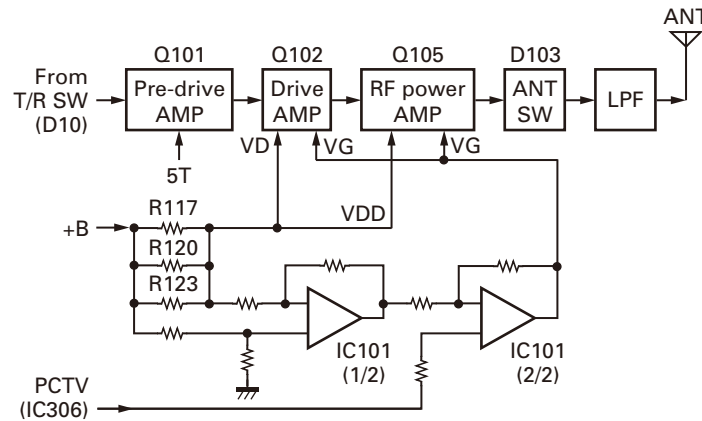 ANT
Q101
Q102
Q105
D103
From
T/R SW
(D10)
Pre-drive
AMP
Drive
AMP
RF power
AMP
ANT
SW
LPF
5T
VD
VG
VG
+B
R117
VDD
R120
R123
IC101
(1/2)
IC101
(2/2)
PCTV
(IC306)